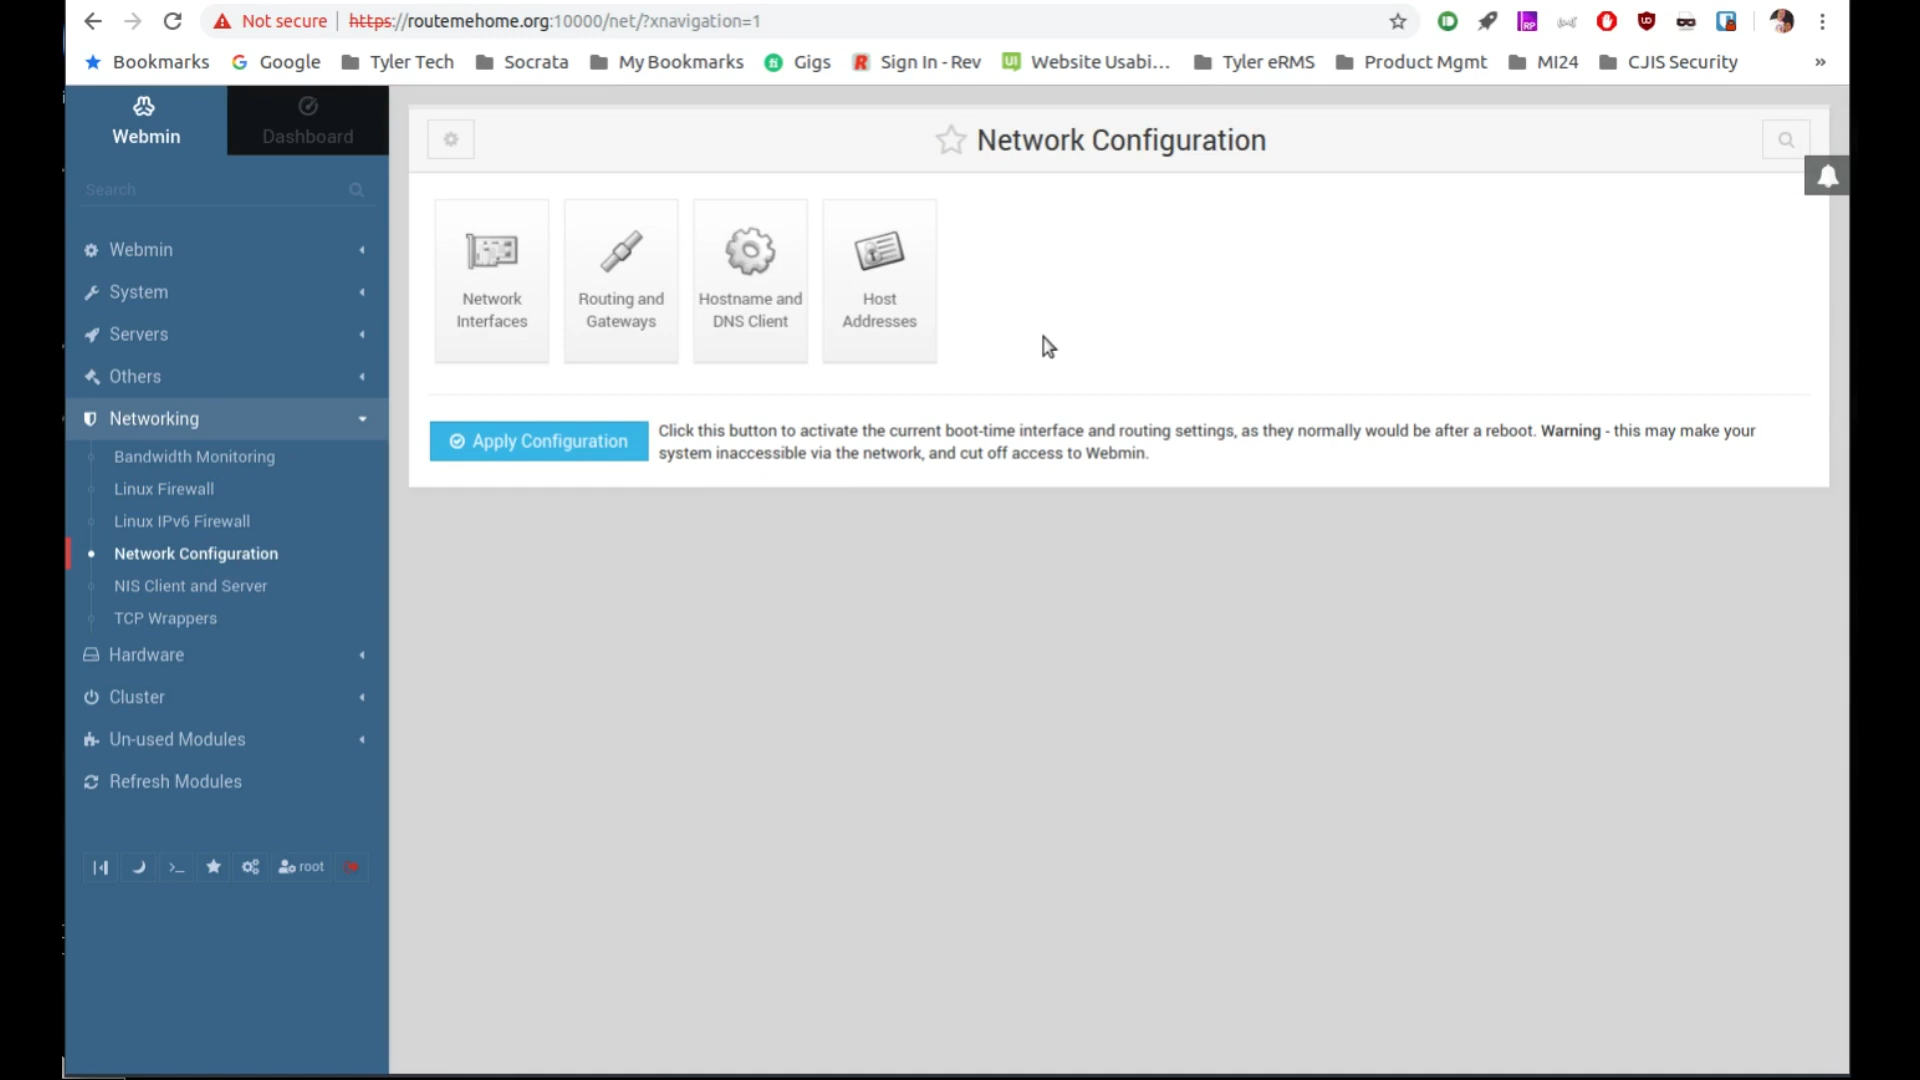 Not secure | https://routemehome.org:10000/net/?xnavigation=1
Bookmarks Google Tyler Tech Socrata My Bookmarks Gigs Sign In - Rev Website Usabi... Tyler eRMS Product Mgmt MI24 CJIS Security »
Webmin
Dashboard
Search
Webmin
System
Servers
Others
Networking
Bandwidth Monitoring
Linux Firewall
Linux IPv6 Firewall
Network Configuration
NIS Client and Server
TCP Wrappers
Hardware
Cluster
Un-used Modules
Refresh Modules
root
Network Configuration
Network
Interfaces
Routing and
Gateways
Hostname and
DNS Client
Host
Addresses
Apply Configuration
Click this button to activate the current boot-time interface and routing settings, as they normally would be after a reboot. Warning - this may make your
system inaccessible via the network, and cut off access to Webmin.